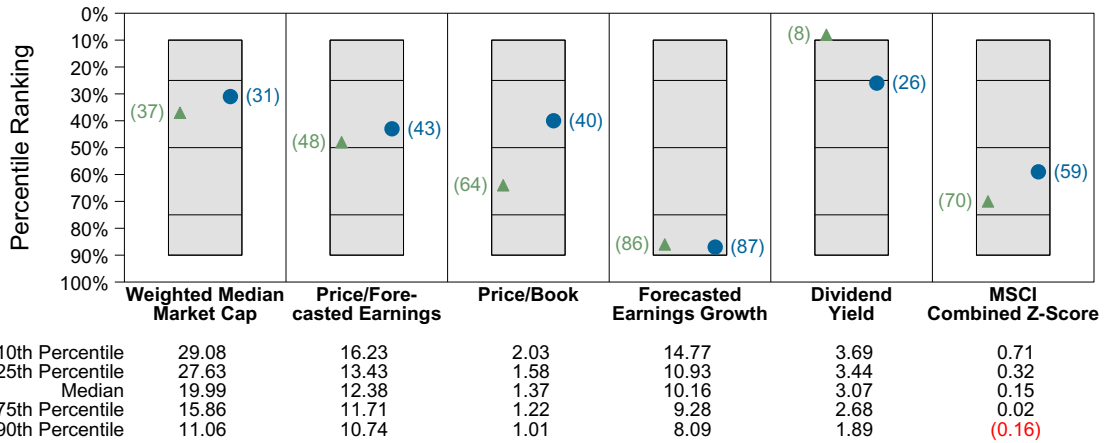 0%
10%
20%
30%
40%
50%
60%
70%
80%
90%
100%
Percentile Ranking
(37) (31)
(48) (43)
(64) (40)
(86) (87)
(8) (26)
(70) (59)
Weighted Median
Market Cap
Price/Fore-
casted Earnings
Price/Book
Forecasted
Earnings Growth
Dividend
Yield
MSCI
Combined Z-Score
10th Percentile 29.08 16.23 2.03 14.77 3.69 0.71
25th Percentile 27.63 13.43 1.58 10.93 3.44 0.32
Median 19.99 12.38 1.37 10.16 3.07 0.15
75th Percentile 15.86 11.71 1.22 9.28 2.68 0.02
90th Percentile 11.06 10.74 1.01 8.09 1.89 (0.16)